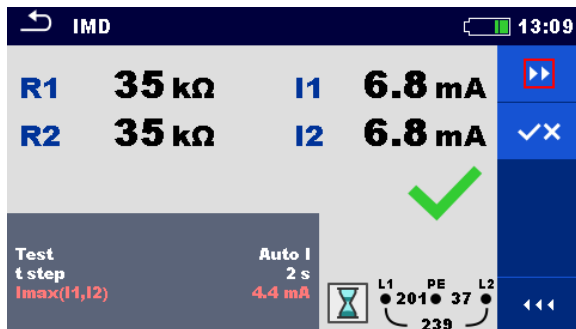 IMD 13:09
R1 35 kΩ I1 6.8 mA
R2 35 kΩ I2 6.8 mA
Test Auto I
t step 2 s
Imax(I1,I2) 4.4 mA
L1 PE L2
201 37
239